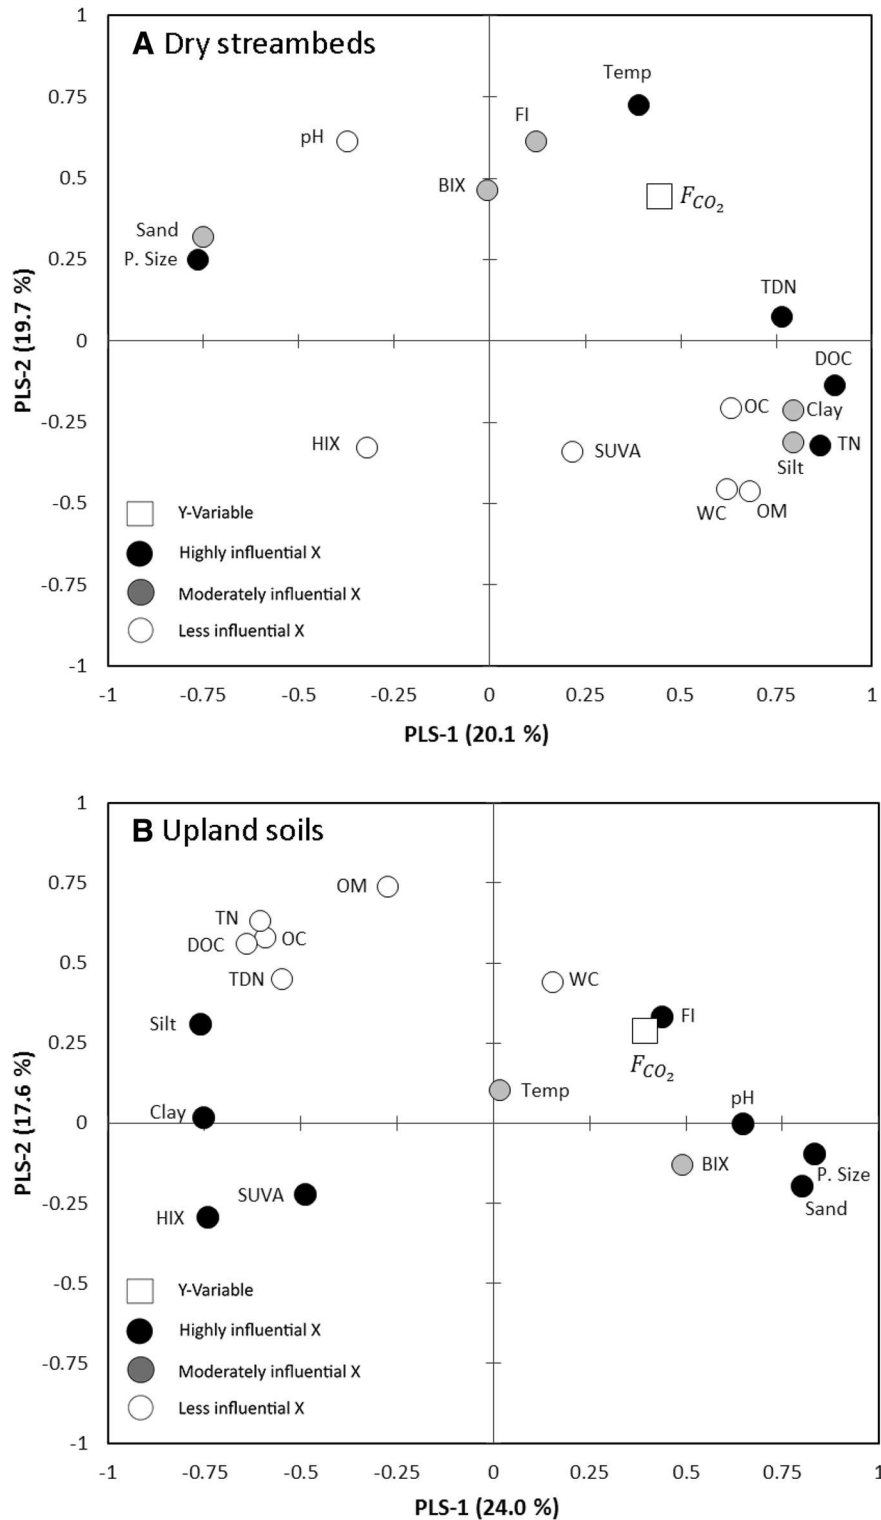 A Dry streambeds
1
0.75
0.5
0.25
0
-0.25
-0.5
-0.75
-1
PLS-2 (19.7 %)
Temp
FI
pH
BIX
F_{CO_2}
Sand
P. Size
TDN
DOC
OC
Clay
HIX
SUVA
TN
Silt
WC
OM
Y-Variable
Highly influential X
Moderately influential X
Less influential X
-1 -0.75 -0.5 -0.25 0 0.25 0.5 0.75 1
PLS-1 (20.1 %)
B Upland soils
1
0.75
0.5
0.25
0
-0.25
-0.5
-0.75
-1
PLS-2 (17.6 %)
OM
TN
DOC
OC
TDN
WC
Silt
FI
F_{CO_2}
Temp
Clay
pH
BIX
P. Size
SUVA
Sand
HIX
Y-Variable
Highly influential X
Moderately influential X
Less influential X
-1 -0.75 -0.5 -0.25 0 0.25 0.5 0.75 1
PLS-1 (24.0 %)